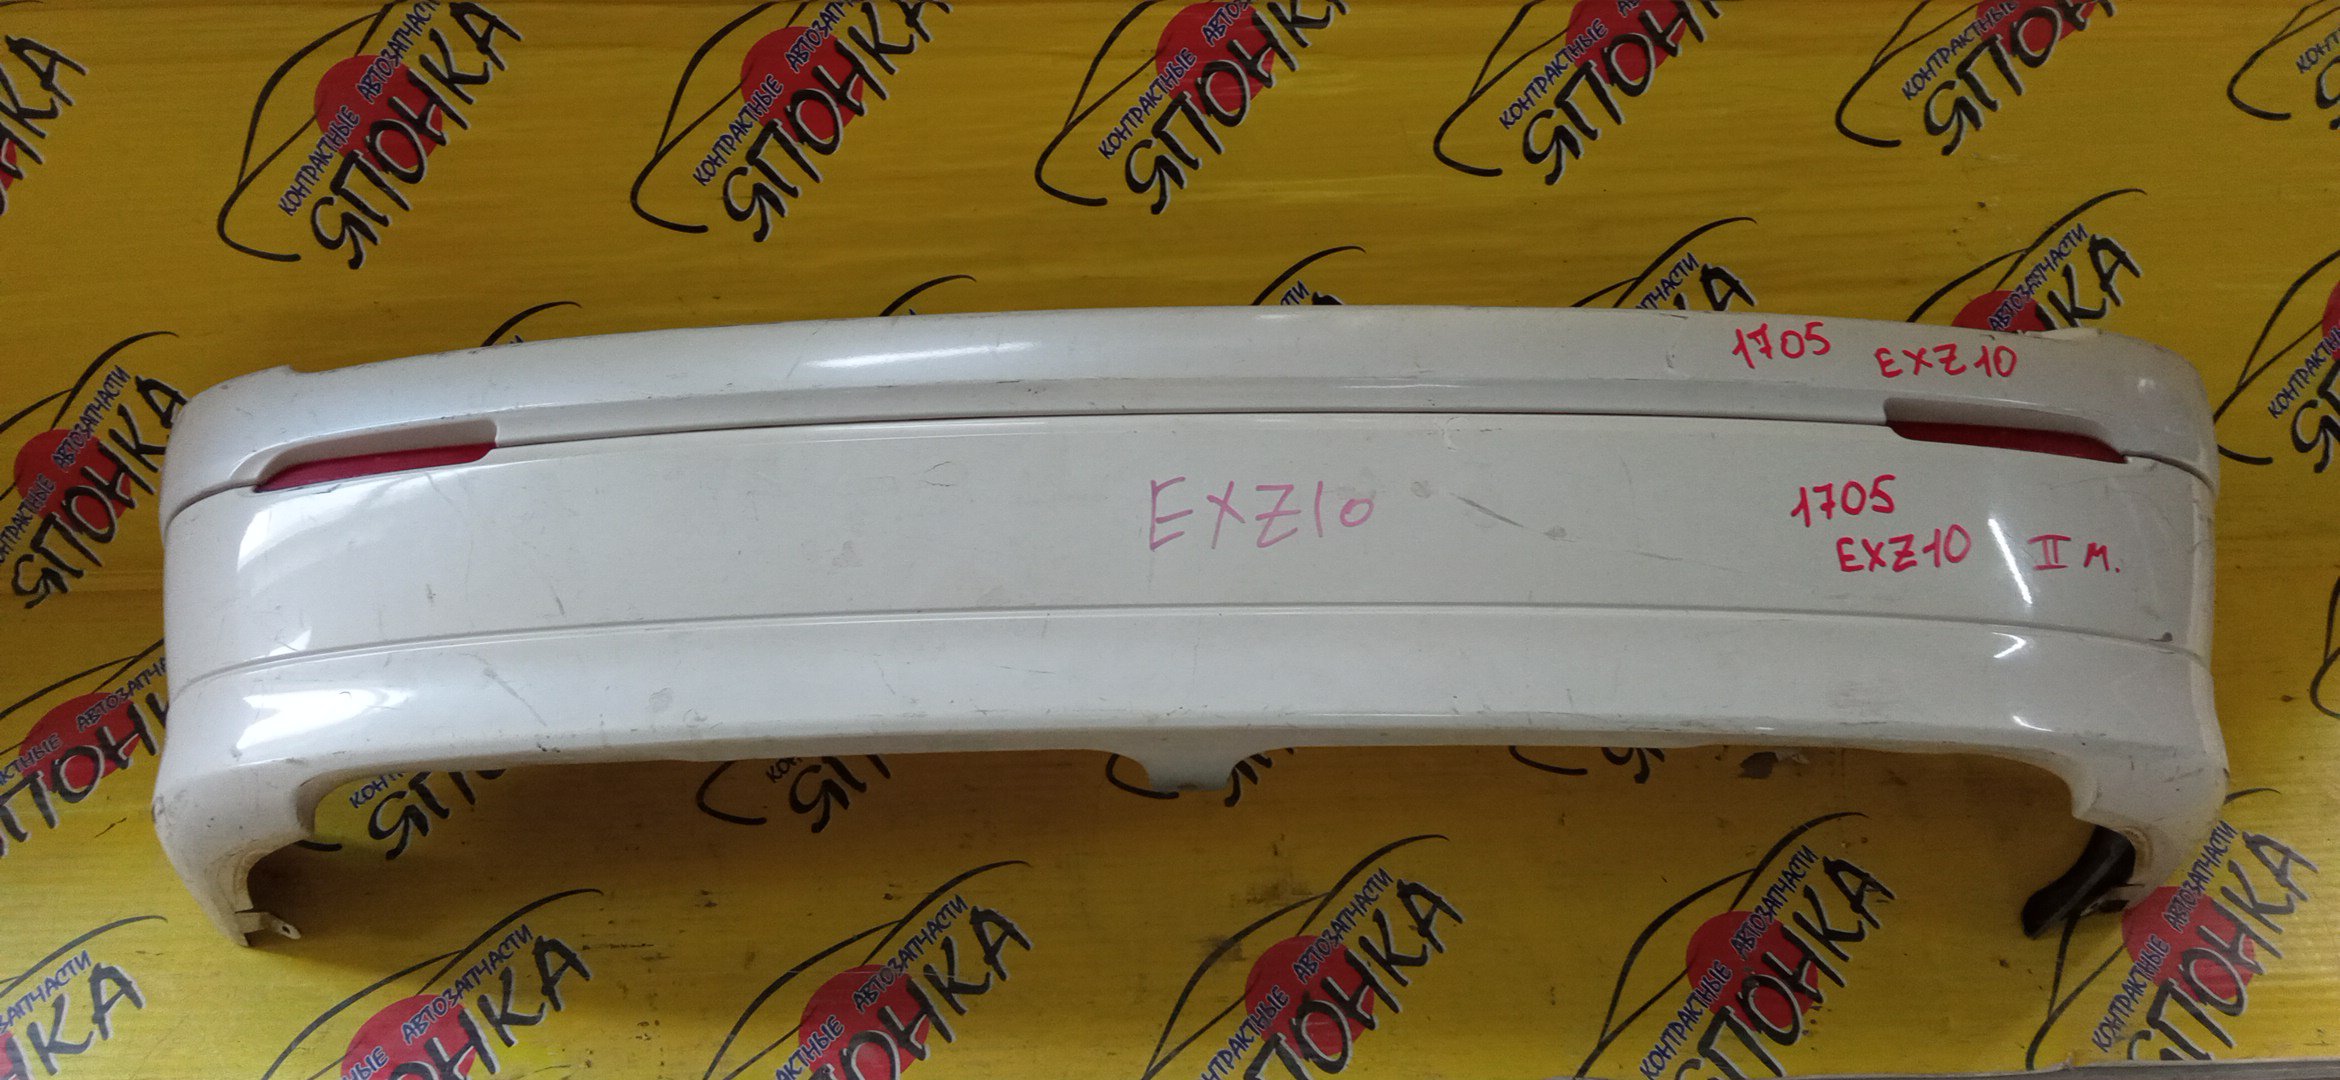 КОНТРАКТНЫЕ АВТОЗАПЧАСТИ
ЯПОНКА
1705 EXZ10
EXZ10
1705
EXZ10 II М.